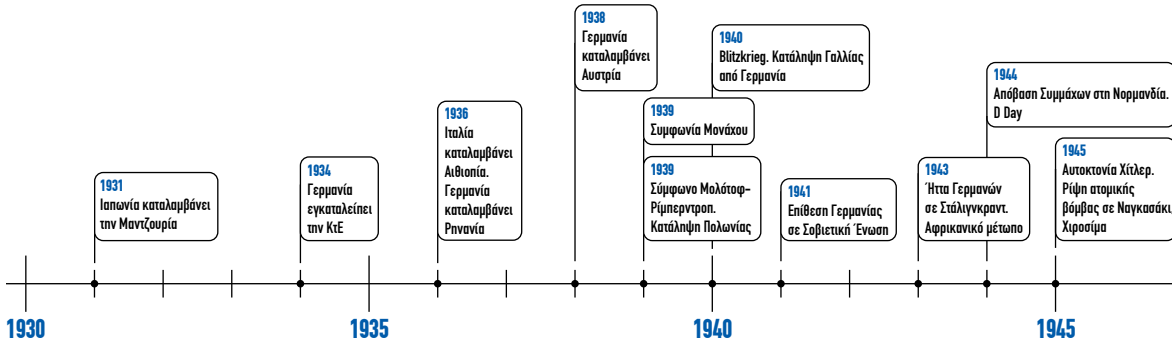 1931
Ιαπωνία καταλαμβάνει
την Μαντζουρία
1934
Γερμανία
εγκαταλείπει
την ΚτΕ
1936
Ιταλία
καταλαμβάνει
Αιθιοπία.
Γερμανία
καταλαμβάνει
Ρηνανία
1938
Γερμανία
καταλαμβάνει
Αυστρία
1939
Συμφωνία Μονάχου
1939
Σύμφωνο Μολότοφ-
Ρίμπερντροπ.
Κατάληψη Πολωνίας
1940
Blitzkrieg. Κατάληψη Γαλλίας
από Γερμανία
1941
Επίθεση Γερμανίας
σε Σοβιετική Ένωση
1943
Ήττα Γερμανών
σε Στάλιγνκραντ.
Αφρικανικό μέτωπο
1944
Απόβαση Συμμάχων στη Νορμανδία.
D Day
1945
Αυτοκτονία Χίτλερ.
Ρίψη ατομικής
βόμβας σε Ναγκασάκι,
Χιροσίμα
1930
1935
1940
1945